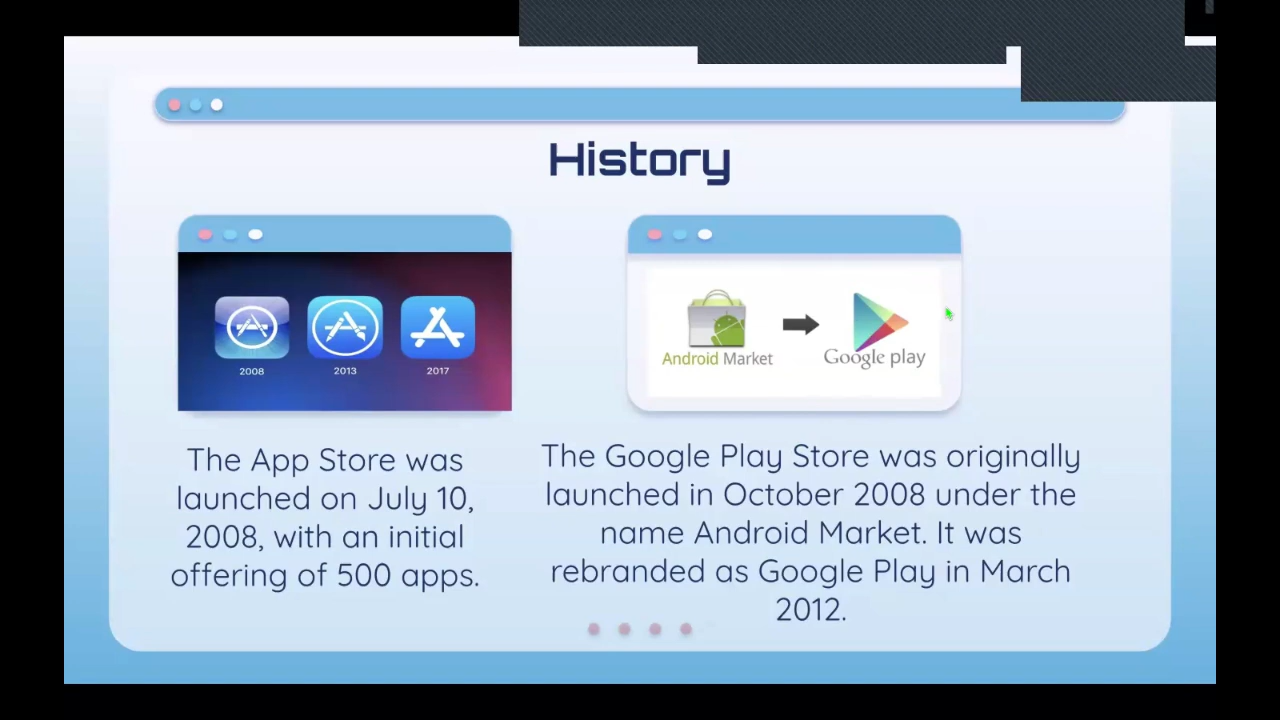 History
2008
2013
2017
Android Market
Google play
The App Store was
launched on July 10,
2008, with an initial
offering of 500 apps.
The Google Play Store was originally
launched in October 2008 under the
name Android Market. It was
rebranded as Google Play in March
2012.